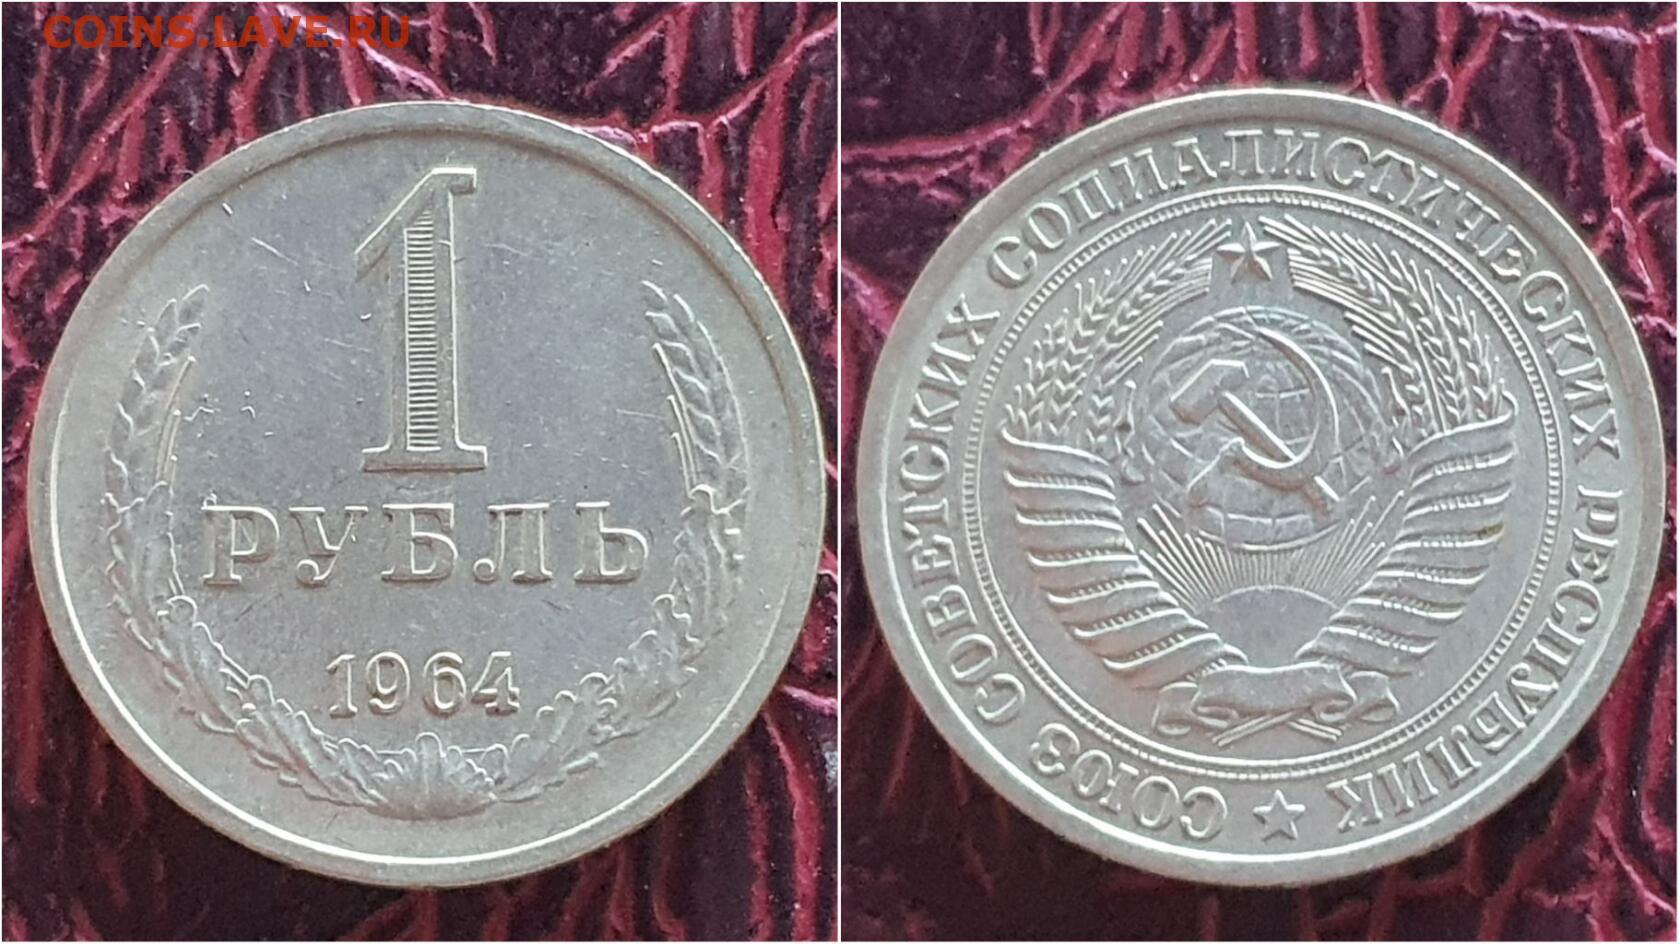 COINS.LAVE.RU
1
РУБЛЬ
1964
СОЮЗ СОВЕТСКИХ СОЦИАЛИСТИЧЕСКИХ РЕСПУБЛИК